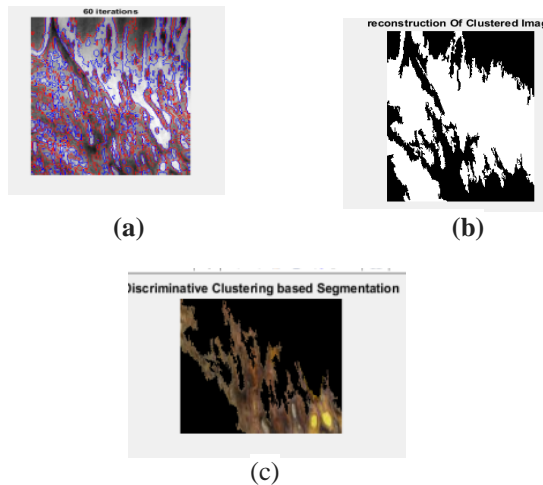 60 iterations
reconstruction Of Clustered Imag
(a)
(b)
Discriminative Clustering based Segmentation
(c)